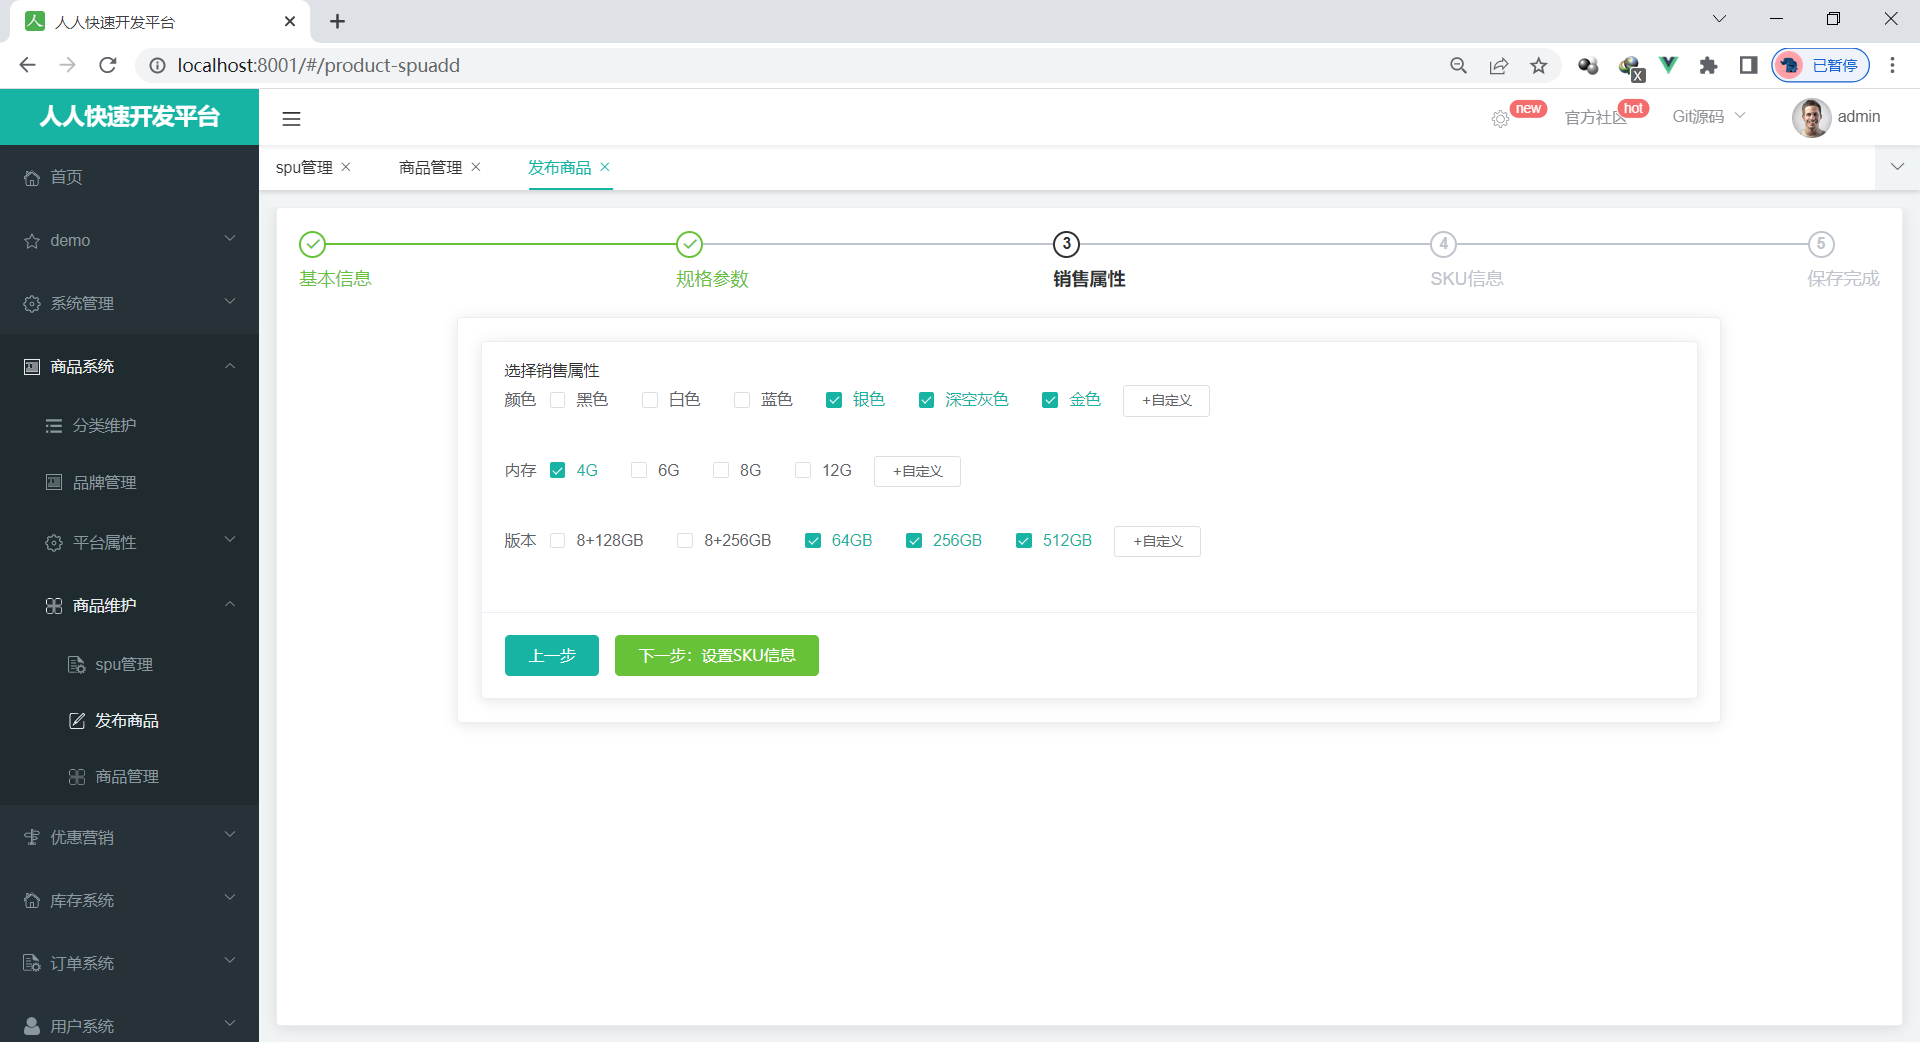 人人快速开发平台
localhost:8001/#/product-spuadd
X
已暂停
人人快速开发平台
new
官方社区
hot
Git源码
admin
spu管理
商品管理
发布商品
首页
demo
系统管理
商品系统
分类维护
品牌管理
平台属性
商品维护
spu管理
发布商品
商品管理
优惠营销
库存系统
订单系统
用户系统
3
4
5
基本信息
规格参数
销售属性
SKU信息
保存完成
选择销售属性
颜色 黑色 白色 蓝色 银色 深空灰色 金色 +自定义
内存 4G 6G 8G 12G +自定义
版本 8+128GB 8+256GB 64GB 256GB 512GB +自定义
上一步 下一步：设置SKU信息